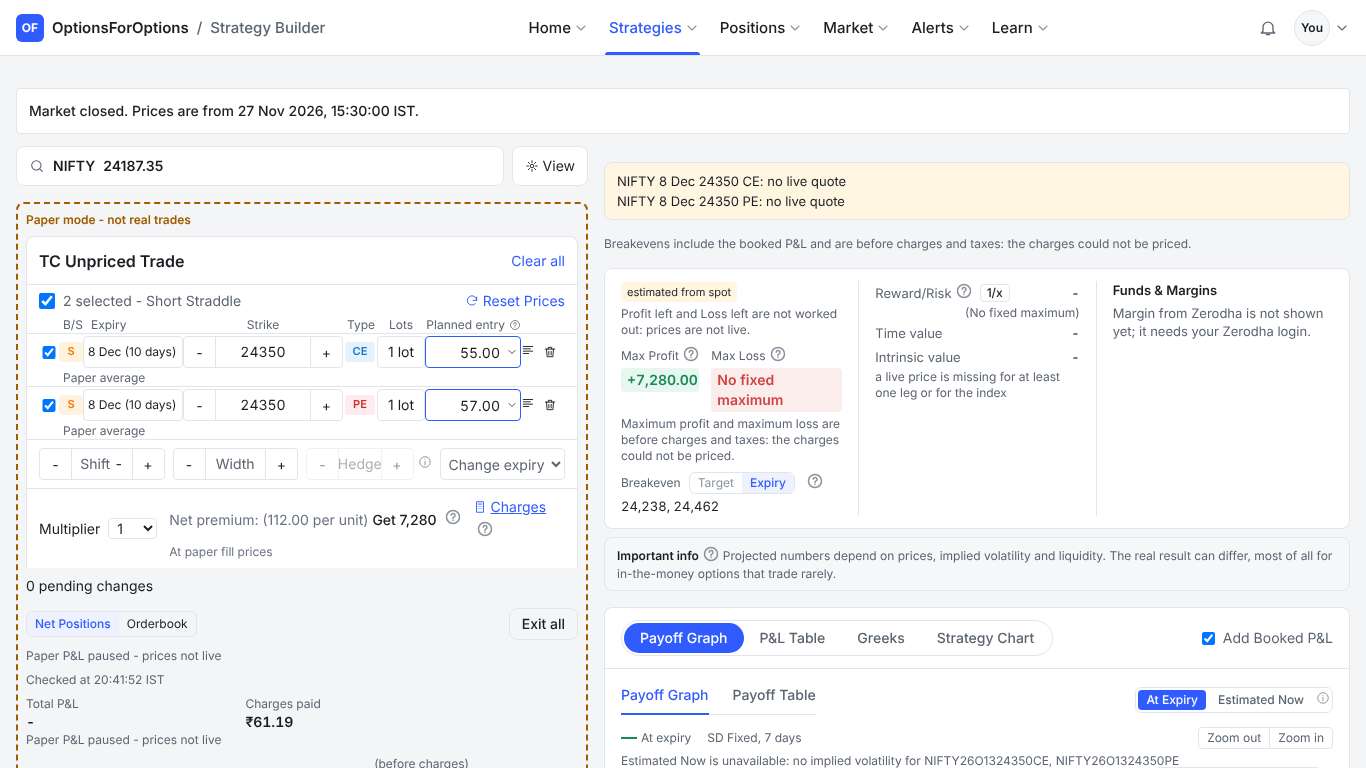 OF OptionsForOptions / Strategy Builder
Home Strategies Positions Market Alerts Learn
You
Market closed. Prices are from 27 Nov 2026, 15:30:00 IST.
NIFTY 24187.35
View
Paper mode - not real trades
TC Unpriced Trade
Clear all
2 selected - Short Straddle
Reset Prices
B/S Expiry Strike Type Lots Planned entry
S 8 Dec (10 days) - 24350 + CE 1 lot 55.00
Paper average
S 8 Dec (10 days) - 24350 + PE 1 lot 57.00
Paper average
- Shift - + - Width + - Hedge + Change expiry
Multiplier 1 Net premium: (112.00 per unit) Get 7,280 Charges
At paper fill prices
0 pending changes
Net Positions Orderbook
Exit all
Paper P&L paused - prices not live
Checked at 20:41:52 IST
Total P&L Charges paid
- ₹61.19
Paper P&L paused - prices not live
(before charges)
NIFTY 8 Dec 24350 CE: no live quote
NIFTY 8 Dec 24350 PE: no live quote
Breakevens include the booked P&L and are before charges and taxes: the charges could not be priced.
estimated from spot
Profit left and Loss left are not worked
out: prices are not live.
Max Profit Max Loss
+7,280.00 No fixed
maximum
Maximum profit and maximum loss are
before charges and taxes: the charges
could not be priced.
Breakeven Target Expiry
24,238, 24,462
Reward/Risk 1/x -
(No fixed maximum)
Time value -
Intrinsic value -
a live price is missing for at least
one leg or for the index
Funds & Margins
Margin from Zerodha is not shown
yet; it needs your Zerodha login.
Important info Projected numbers depend on prices, implied volatility and liquidity. The real result can differ, most of all for
in-the-money options that trade rarely.
Payoff Graph P&L Table Greeks Strategy Chart
Add Booked P&L
Payoff Graph Payoff Table
At Expiry Estimated Now
At expiry SD Fixed, 7 days
Zoom out Zoom in
Estimated Now is unavailable: no implied volatility for NIFTY26O1324350CE, NIFTY26O1324350PE